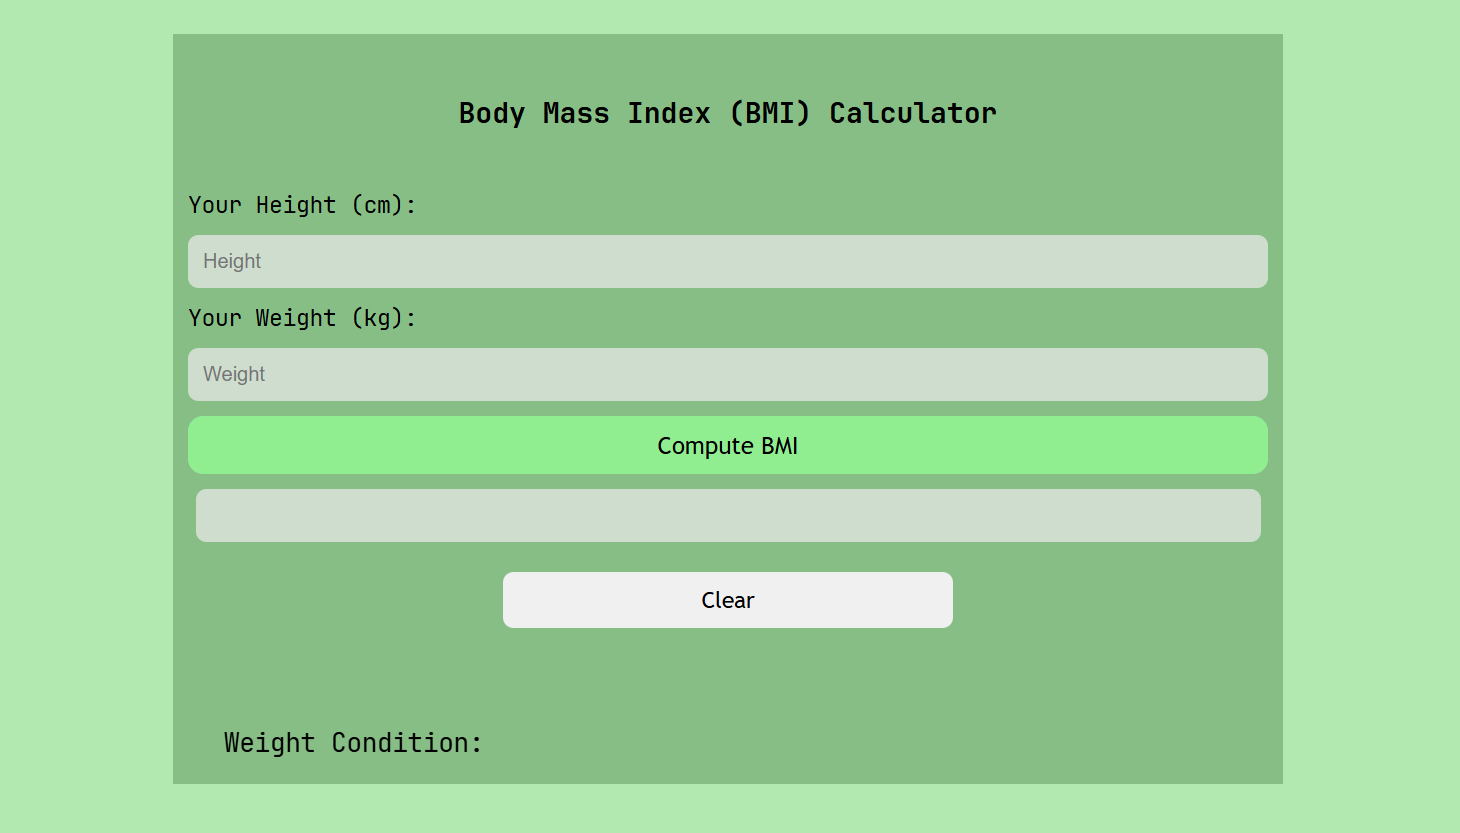 Body Mass Index (BMI) Calculator
Your Height (cm):
Height
Your Weight (kg):
Weight
Compute BMI
Clear
Weight Condition: